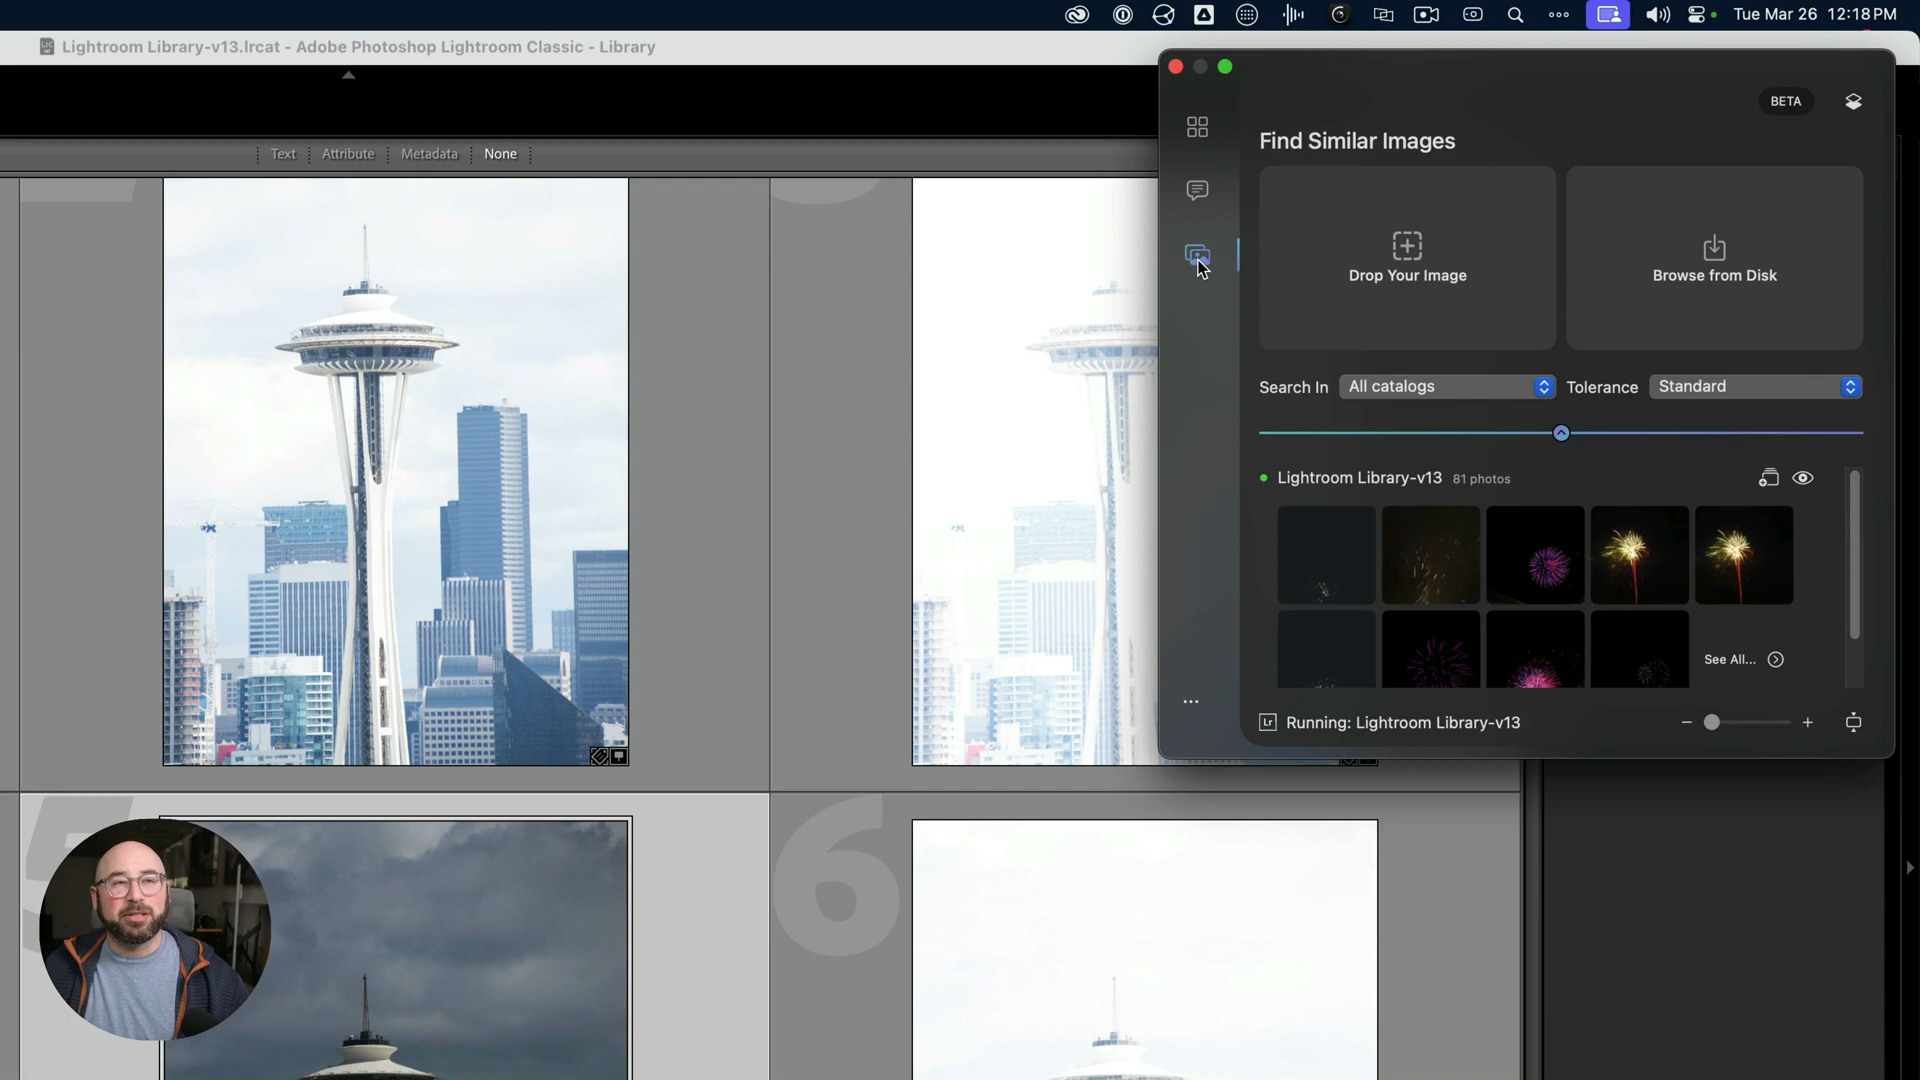 Tue Mar 26 12:18 PM
Lightroom Library-v13.lrcat - Adobe Photoshop Lightroom Classic - Library
Text Attribute Metadata None
BETA
Find Similar Images
Drop Your Image
Browse from Disk
Search In All catalogs Tolerance Standard
Lightroom Library-v13 81 photos
See All...
Lr Running: Lightroom Library-v13
5
6